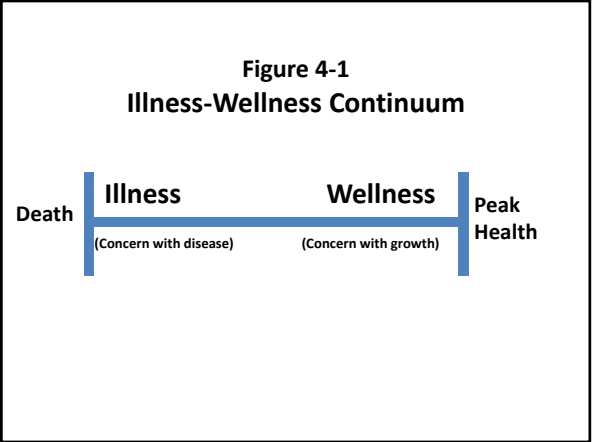 Figure 4-1
Illness-Wellness Continuum
Death
Illness
Wellness
Peak
Health
(Concern with disease)
(Concern with growth)